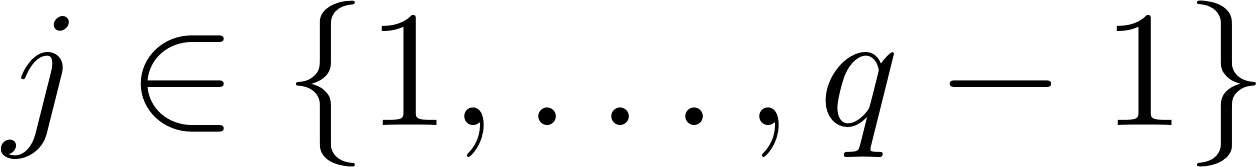 j ∈ {1, . . . , q − 1}